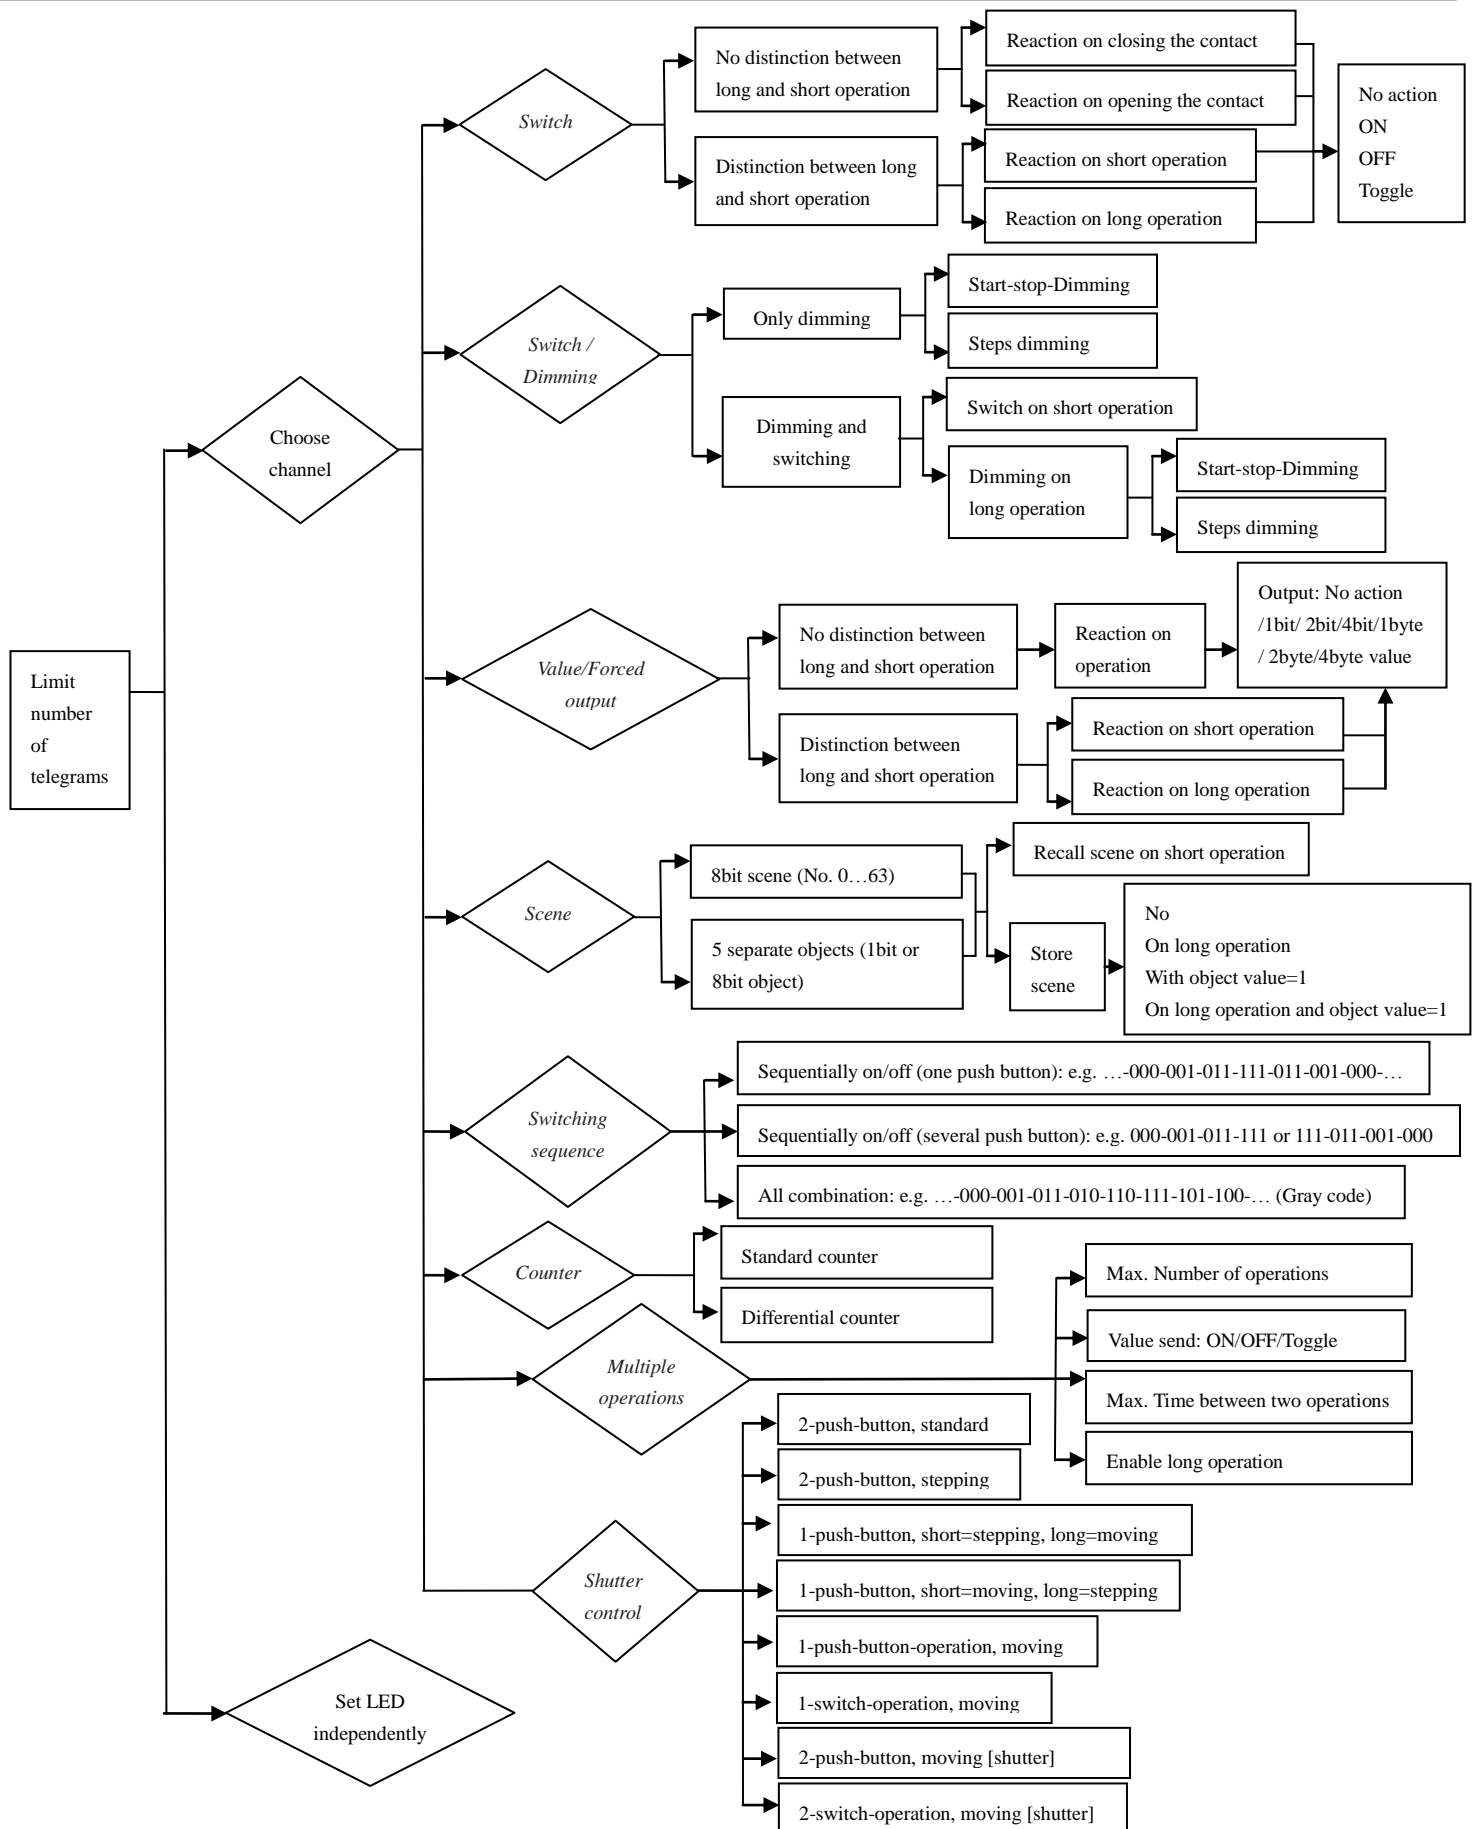 Limit
number
of
telegrams
Choose
channel
Set LED
independently
Switch
No distinction between
long and short operation
Distinction between long
and short operation
Reaction on closing the contact
Reaction on opening the contact
Reaction on short operation
Reaction on long operation
No action
ON
OFF
Toggle
Switch /
Dimming
Only dimming
Start-stop-Dimming
Steps dimming
Dimming and
switching
Switch on short operation
Dimming on
long operation
Start-stop-Dimming
Steps dimming
Value/Forced
output
No distinction between
long and short operation
Reaction on
operation
Output: No action
/1bit/ 2bit/4bit/1byte
/ 2byte/4byte value
Distinction between
long and short operation
Reaction on short operation
Reaction on long operation
Scene
8bit scene (No. 0…63)
5 separate objects (1bit or
8bit object)
Recall scene on short operation
Store
scene
No
On long operation
With object value=1
On long operation and object value=1
Switching
sequence
Sequentially on/off (one push button): e.g. …-000-001-011-111-011-001-000-…
Sequentially on/off (several push button): e.g. 000-001-011-111 or 111-011-001-000
All combination: e.g. …-000-001-011-010-110-111-101-100-… (Gray code)
Counter
Standard counter
Differential counter
Multiple
operations
Max. Number of operations
Value send: ON/OFF/Toggle
Max. Time between two operations
Enable long operation
Shutter
control
2-push-button, standard
2-push-button, stepping
1-push-button, short=stepping, long=moving
1-push-button, short=moving, long=stepping
1-push-button-operation, moving
1-switch-operation, moving
2-push-button, moving [shutter]
2-switch-operation, moving [shutter]